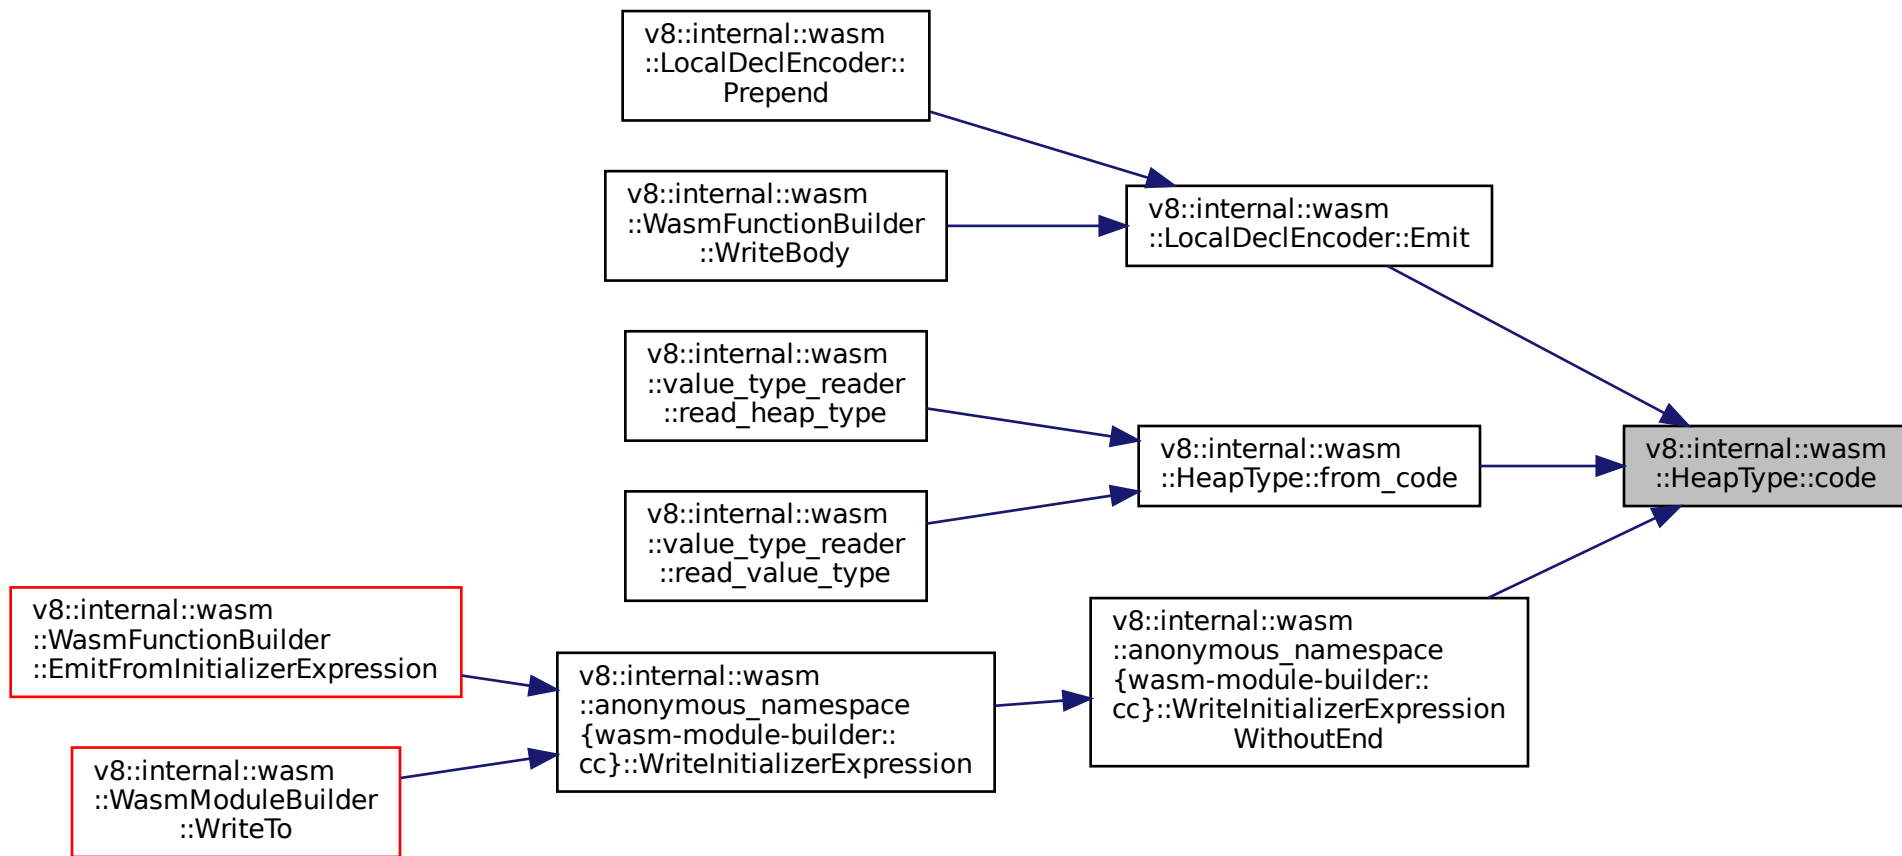 v8::internal::wasm
::LocalDeclEncoder::
Prepend
v8::internal::wasm
::WasmFunctionBuilder
::WriteBody
v8::internal::wasm
::LocalDeclEncoder::Emit
v8::internal::wasm
::value_type_reader
::read_heap_type
v8::internal::wasm
::HeapType::from_code
v8::internal::wasm
::HeapType::code
v8::internal::wasm
::value_type_reader
::read_value_type
v8::internal::wasm
::WasmFunctionBuilder
::EmitFromInitializerExpression
v8::internal::wasm
::anonymous_namespace
{wasm-module-builder::
cc}::WriteInitializerExpression
v8::internal::wasm
::anonymous_namespace
{wasm-module-builder::
cc}::WriteInitializerExpression
WithoutEnd
v8::internal::wasm
::WasmModuleBuilder
::WriteTo